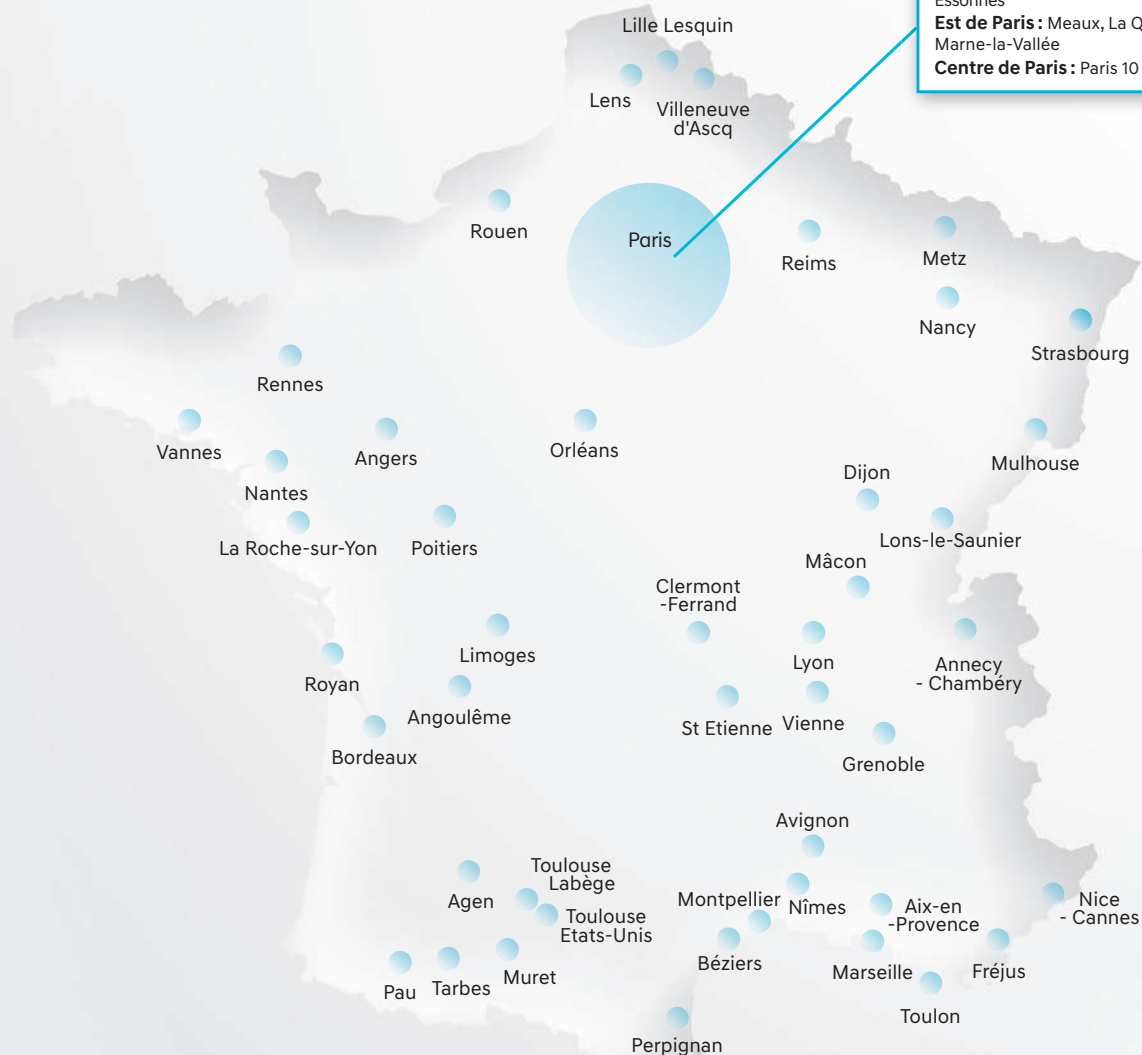 Essonnes
Est de Paris : Meaux, La Q
Marne-la-Vallée
Centre de Paris : Paris 10
Lille Lesquin
Lens
Villeneuve
d'Ascq
Rouen
Paris
Reims
Metz
Nancy
Strasbourg
Rennes
Vannes
Angers
Orléans
Mulhouse
Nantes
Dijon
La Roche-sur-Yon
Poitiers
Lons-le-Saunier
Mâcon
Clermont
-Ferrand
Limoges
Lyon
Annecy
- Chambéry
Royan
Angoulême
St Etienne
Vienne
Bordeaux
Grenoble
Avignon
Toulouse
Labège
Agen
Montpellier
Nîmes
Aix-en
-Provence
Nice
- Cannes
Toulouse
Etats-Unis
Béziers
Marseille
Fréjus
Muret
Tarbes
Pau
Toulon
Perpignan